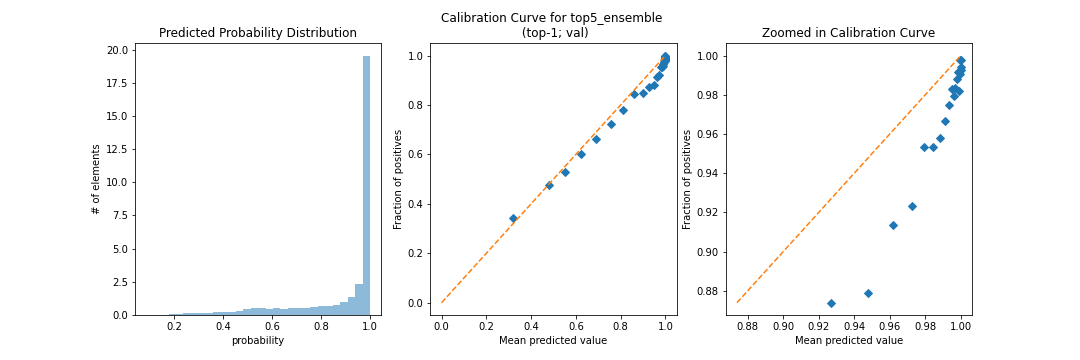 Predicted Probability Distribution
# of elements
20.0
17.5
15.0
12.5
10.0
7.5
5.0
2.5
0.0
0.2 0.4 0.6 0.8 1.0
probability
Calibration Curve for top5_ensemble
(top-1; val)
Fraction of positives
1.0
0.8
0.6
0.4
0.2
0.0
0.0 0.2 0.4 0.6 0.8 1.0
Mean predicted value
Zoomed in Calibration Curve
Fraction of positives
1.00
0.98
0.96
0.94
0.92
0.90
0.88
0.88 0.90 0.92 0.94 0.96 0.98 1.00
Mean predicted value